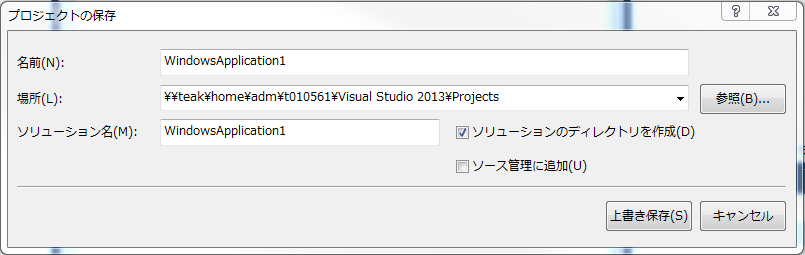 プロジェクトの保存
名前(N):
WindowsApplication1
場所(L):
¥¥teak¥home¥adm¥t010561¥Visual Studio 2013¥Projects
参照(B)...
ソリューション名(M):
WindowsApplication1
ソリューションのディレクトリを作成(D)
ソース管理に追加(U)
上書き保存(S)
キャンセル